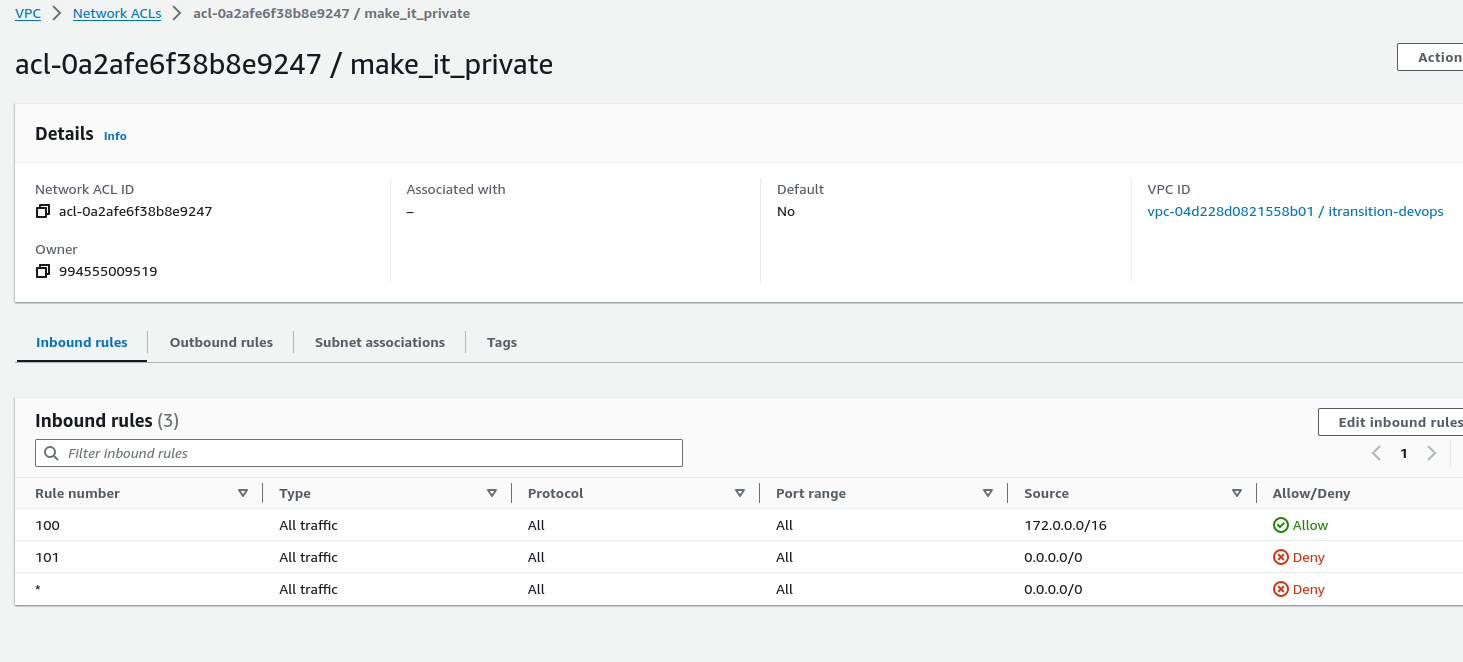 VPC > Network ACLs > acl-0a2afe6f38b8e9247 / make_it_private
acl-0a2afe6f38b8e9247 / make_it_private
Action
Details Info
Network ACL ID Associated with Default VPC ID
acl-0a2afe6f38b8e9247 – No vpc-04d228d0821558b01 / itransition-devops
Owner
994555009519
Inbound rules Outbound rules Subnet associations Tags
Inbound rules (3)
Edit inbound rules
Filter inbound rules
1
Rule number Type Protocol Port range Source Allow/Deny
100 All traffic All All 172.0.0.0/16 Allow
101 All traffic All All 0.0.0.0/0 Deny
* All traffic All All 0.0.0.0/0 Deny